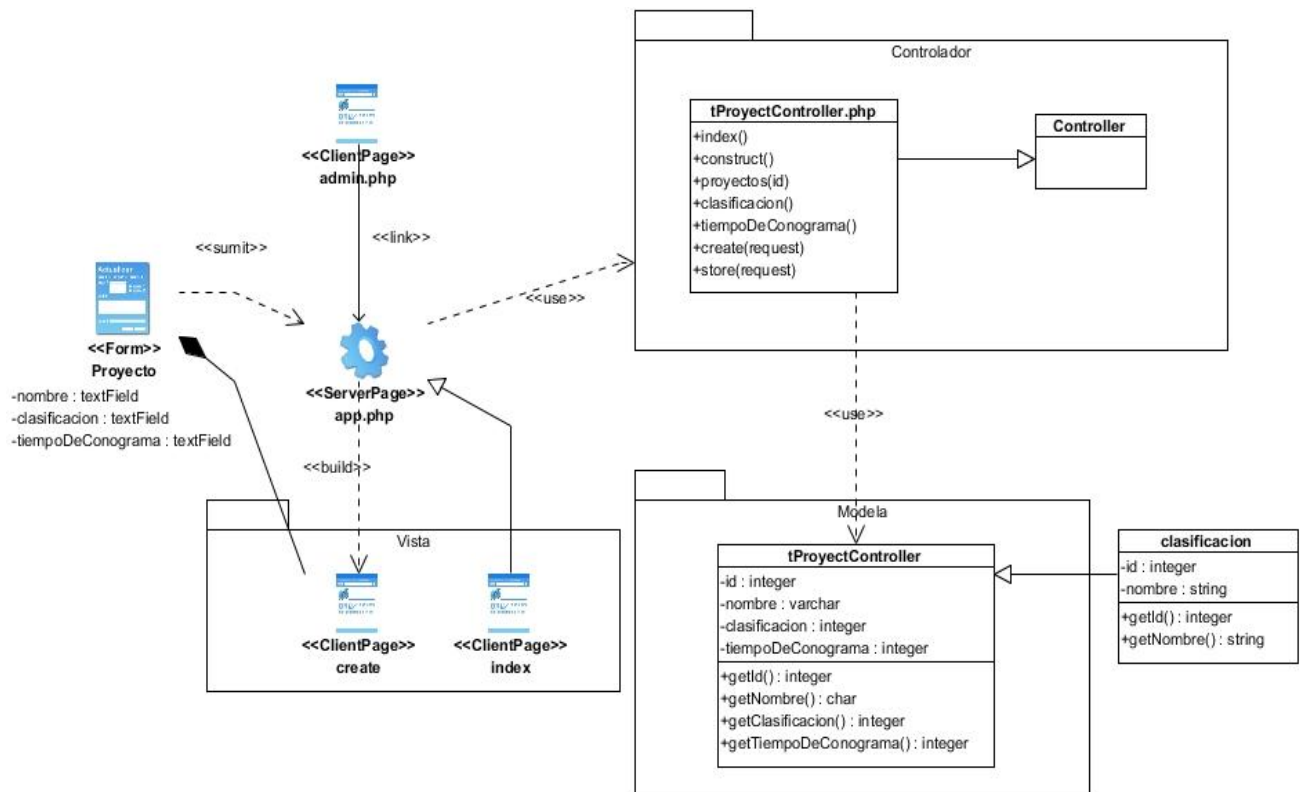 Controlador
tProyectController.php
+index()
+construct()
+proyectos(id)
+clasificacion()
+tiempoDeConograma()
+create(request)
+store(request)
Controller
<<ClientPage>>
admin.php
<<link>>
<<sumit>>
<<use>>
Actualizar
<<Form>>
Proyecto
-nombre : textField
-clasificacion : textField
-tiempoDeConograma : textField
<<ServerPage>>
app.php
<<build>>
<<use>>
Vista
<<ClientPage>>
create
<<ClientPage>>
index
Modela
tProyectController
-id : integer
-nombre : varchar
-clasificacion : integer
-tiempoDeConograma : integer
+getId() : integer
+getNombre() : char
+getClasificacion() : integer
+getTiempoDeConograma() : integer
clasificacion
-id : integer
-nombre : string
+getId() : integer
+getNombre() : string